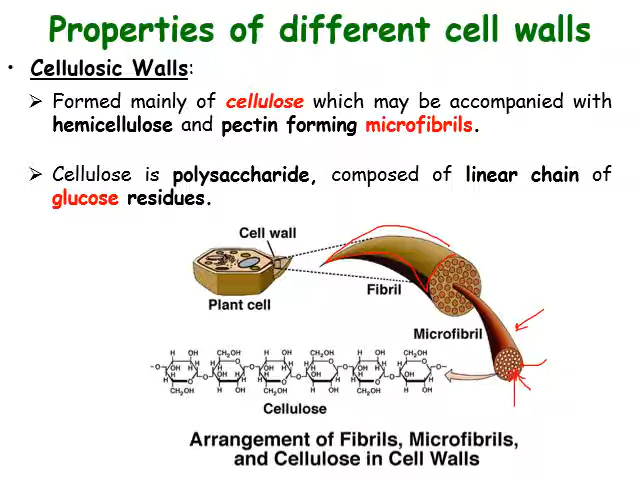 Properties of different cell walls
• Cellulosic Walls:
➢ Formed mainly of cellulose which may be accompanied with
hemicellulose and pectin forming microfibrils.
➢ Cellulose is polysaccharide, composed of linear chain of
glucose residues.
Cell wall
Plant cell
Fibril
Microfibril
Cellulose
Arrangement of Fibrils, Microfibrils,
and Cellulose in Cell Walls